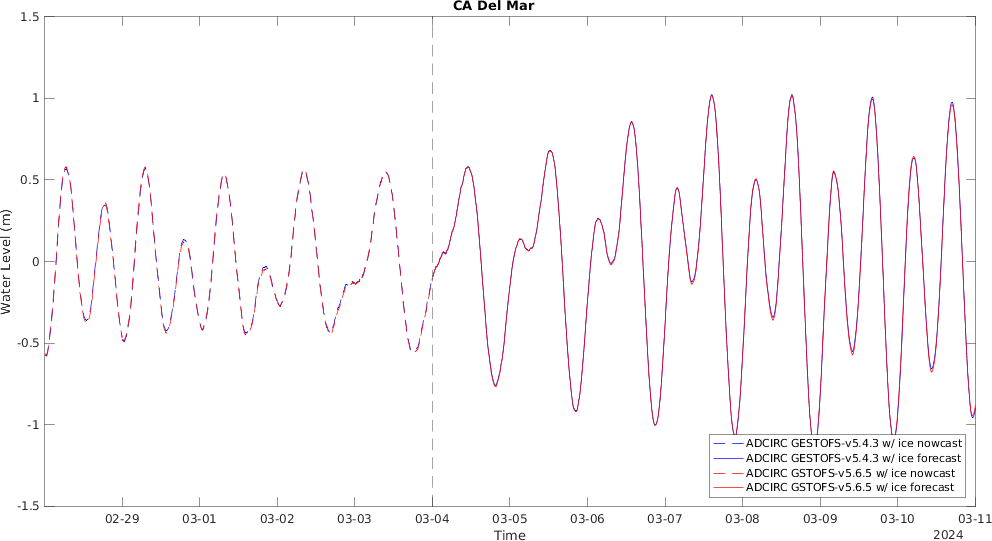 CA Del Mar
1.5
1
0.5
0
-0.5
-1
-1.5
Water Level (m)
ADCIRC GESTOFS-v5.4.3 w/ ice nowcast
ADCIRC GESTOFS-v5.4.3 w/ ice forecast
ADCIRC GSTOFS-v5.6.5 w/ ice nowcast
ADCIRC GSTOFS-v5.6.5 w/ ice forecast
02-29 03-01 03-02 03-03 03-04 03-05 03-06 03-07 03-08 03-09 03-10 03-11
Time
2024